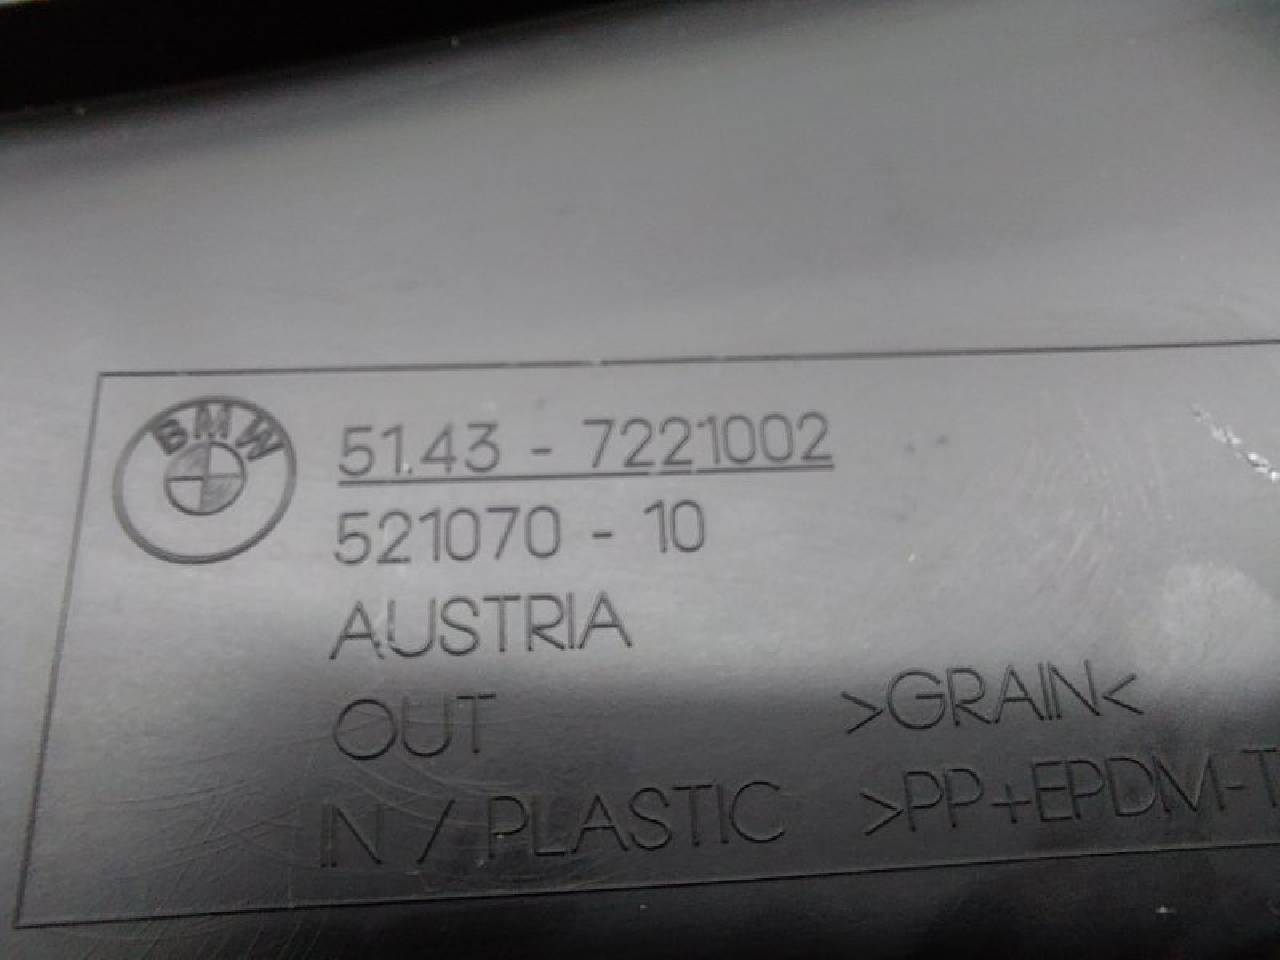 BMW
51.43 - 7221002
521070 - 10
AUSTRIA
OUT >GRAIN<
IN / PLASTIC >PP+EPDM-T